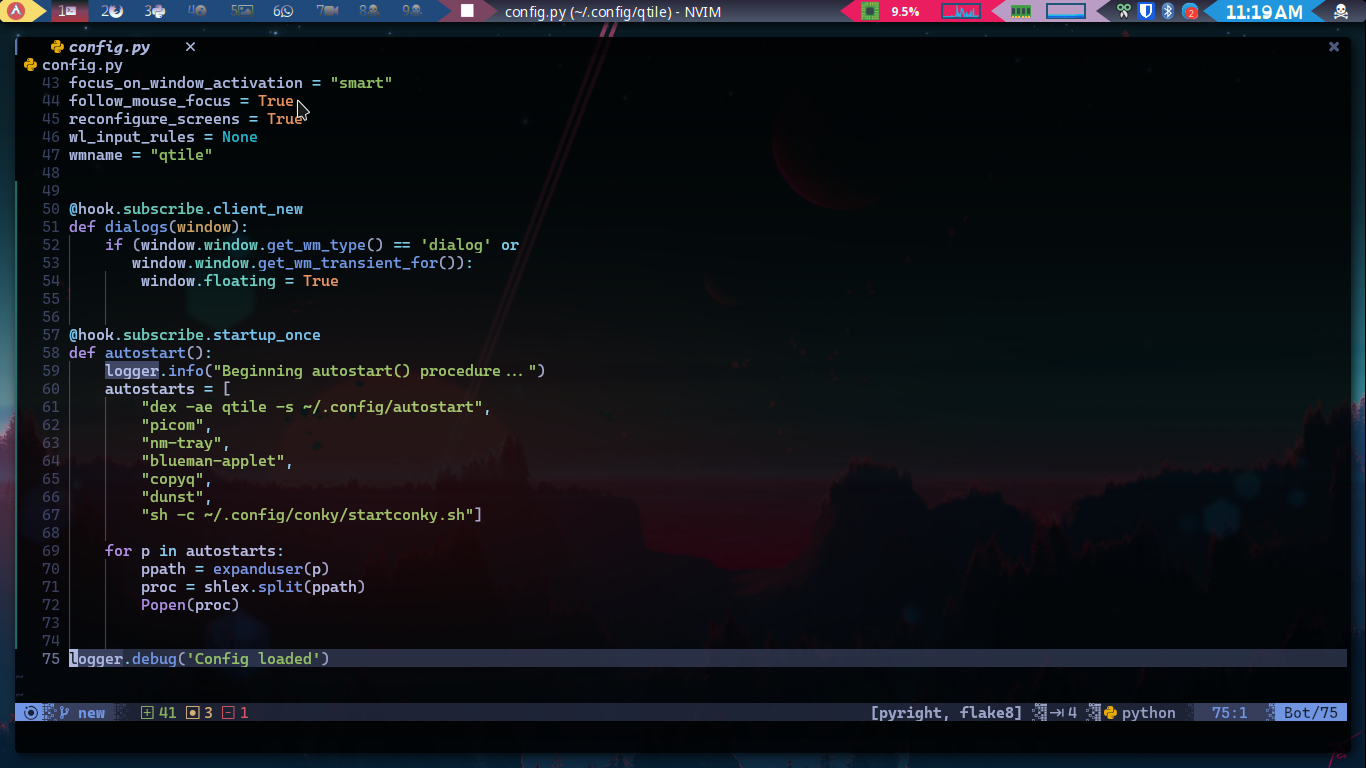 1 2 3 4 5 6 7 8 9 config.py (~/.config/qtile) - NVIM 9.5% 2 11:19 AM
config.py ×
config.py
43 focus_on_window_activation = "smart"
44 follow_mouse_focus = True
45 reconfigure_screens = True
46 wl_input_rules = None
47 wmname = "qtile"
48
49
50 @hook.subscribe.client_new
51 def dialogs(window):
52     if (window.window.get_wm_type() == 'dialog' or
53        window.window.get_wm_transient_for()):
54         window.floating = True
55
56
57 @hook.subscribe.startup_once
58 def autostart():
59     logger.info("Beginning autostart() procedure...")
60     autostarts = [
61         "dex -ae qtile -s ~/.config/autostart",
62         "picom",
63         "nm-tray",
64         "blueman-applet",
65         "copyq",
66         "dunst",
67         "sh -c ~/.config/conky/startconky.sh"]
68
69     for p in autostarts:
70         ppath = expanduser(p)
71         proc = shlex.split(ppath)
72         Popen(proc)
73
74
75 logger.debug('Config loaded')
~
~
new 41 3 1 [pyright, flake8] 4 python 75:1 Bot/75